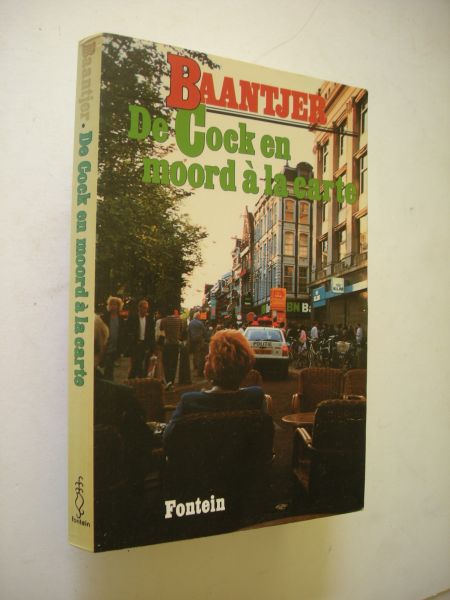 Baantjer · De Cock en moord à la carte
Fontein
BAANTJER
De Cock en
moord à la carte
POLITIE
Fontein